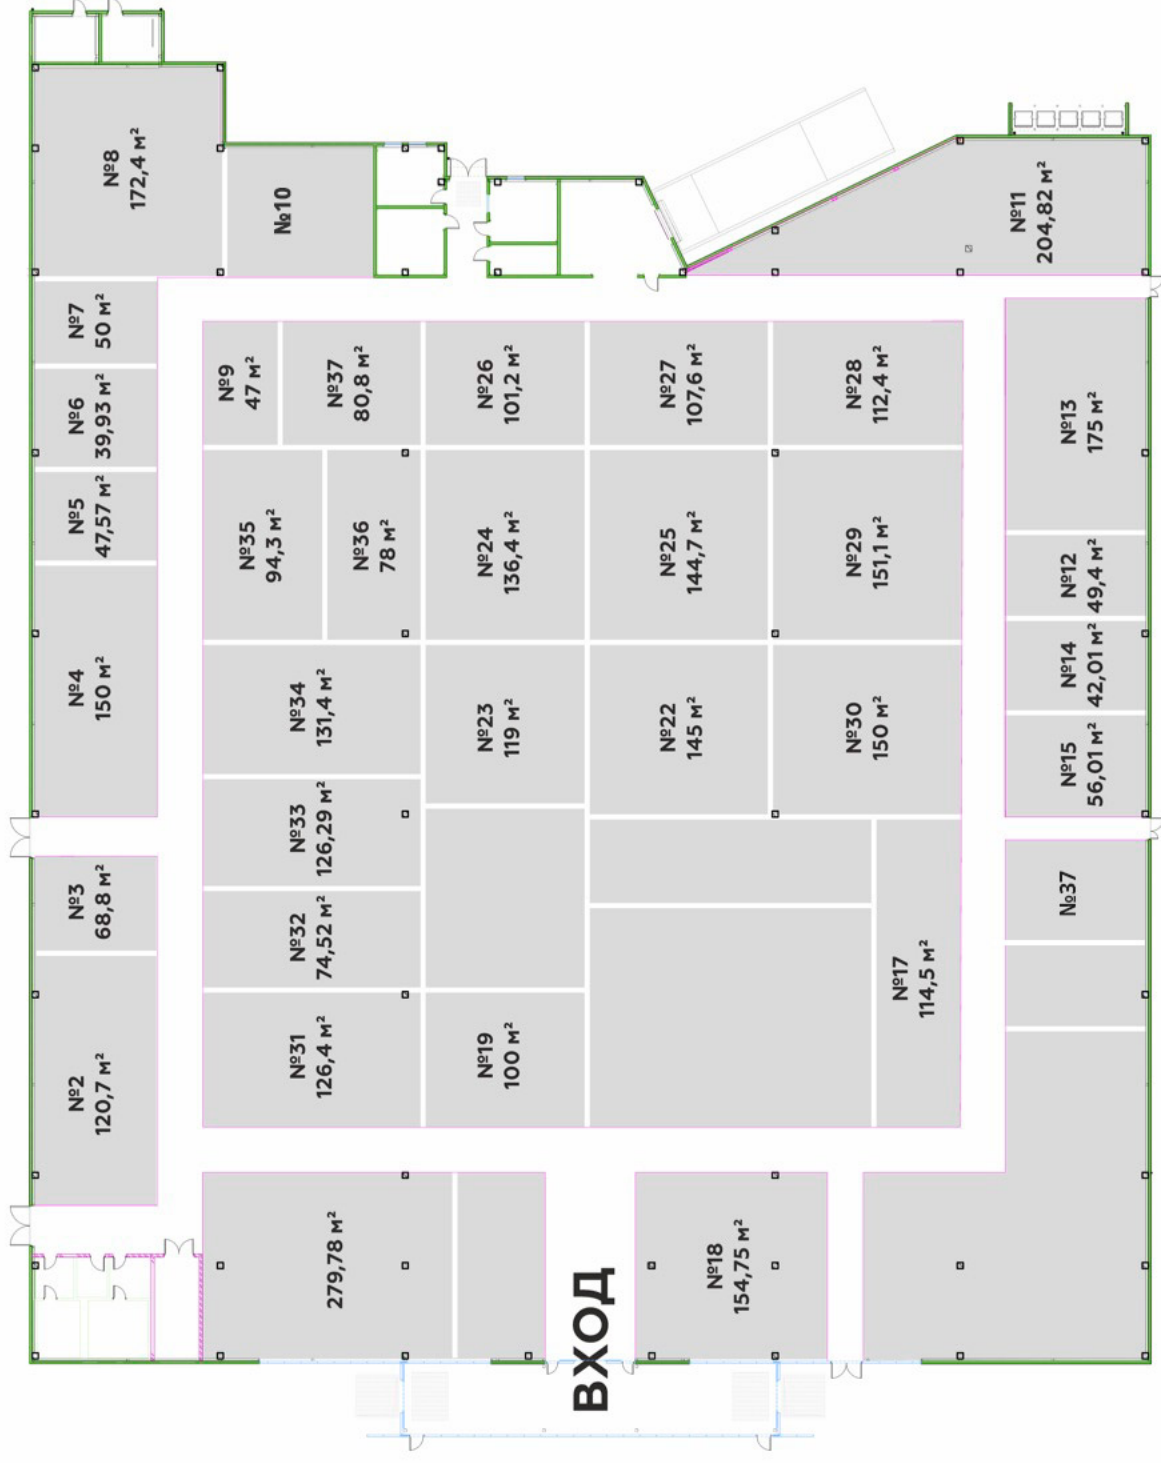 №8
172,4 м²
№10
№11
204,82 м²
№7
50 м²
№6
39,93 м²
№5
47,57 м²
№4
150 м²
№3
68,8 м²
№2
120,7 м²
№9
47 м²
№37
80,8 м²
№26
101,2 м²
№27
107,6 м²
№28
112,4 м²
№13
175 м²
№35
94,3 м²
№36
78 м²
№24
136,4 м²
№25
144,7 м²
№29
151,1 м²
№12
49,4 м²
№14
42,01 м²
№15
56,01 м²
№34
131,4 м²
№23
119 м²
№22
145 м²
№30
150 м²
№33
126,29 м²
№32
74,52 м²
№31
126,4 м²
№19
100 м²
№17
114,5 м²
№37
279,78 м²
№18
154,75 м²
ВХОД